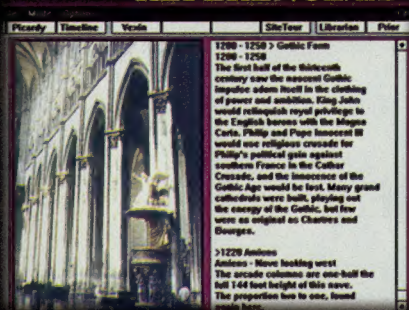 Picardy Timeline Vexin SiteTour Librarian Prior
1200 - 1250 > Gothic Form
1200 - 1250
The first half of the thirteenth
century saw the nascent Gothic
impulse adorn itself in the clothing
of power and ambition. King John
would relinquish royal privilege to
the English barons with the Magna
Carta. Philip and Pope Innocent III
would use religious crusade for
Philip's political gain against
southern France in the Cathar
Crusade, and the innocence of the
Gothic Age would be lost. Many grand
cathedrals were built, playing out
the energy of the Gothic, but few
were as original as Chartres and
Bourges.
>1220 Amiens
Amiens - Nave looking west
The arcade columns are one-half the
full 144 foot height of this nave.
The proportion two to one, found
again here,